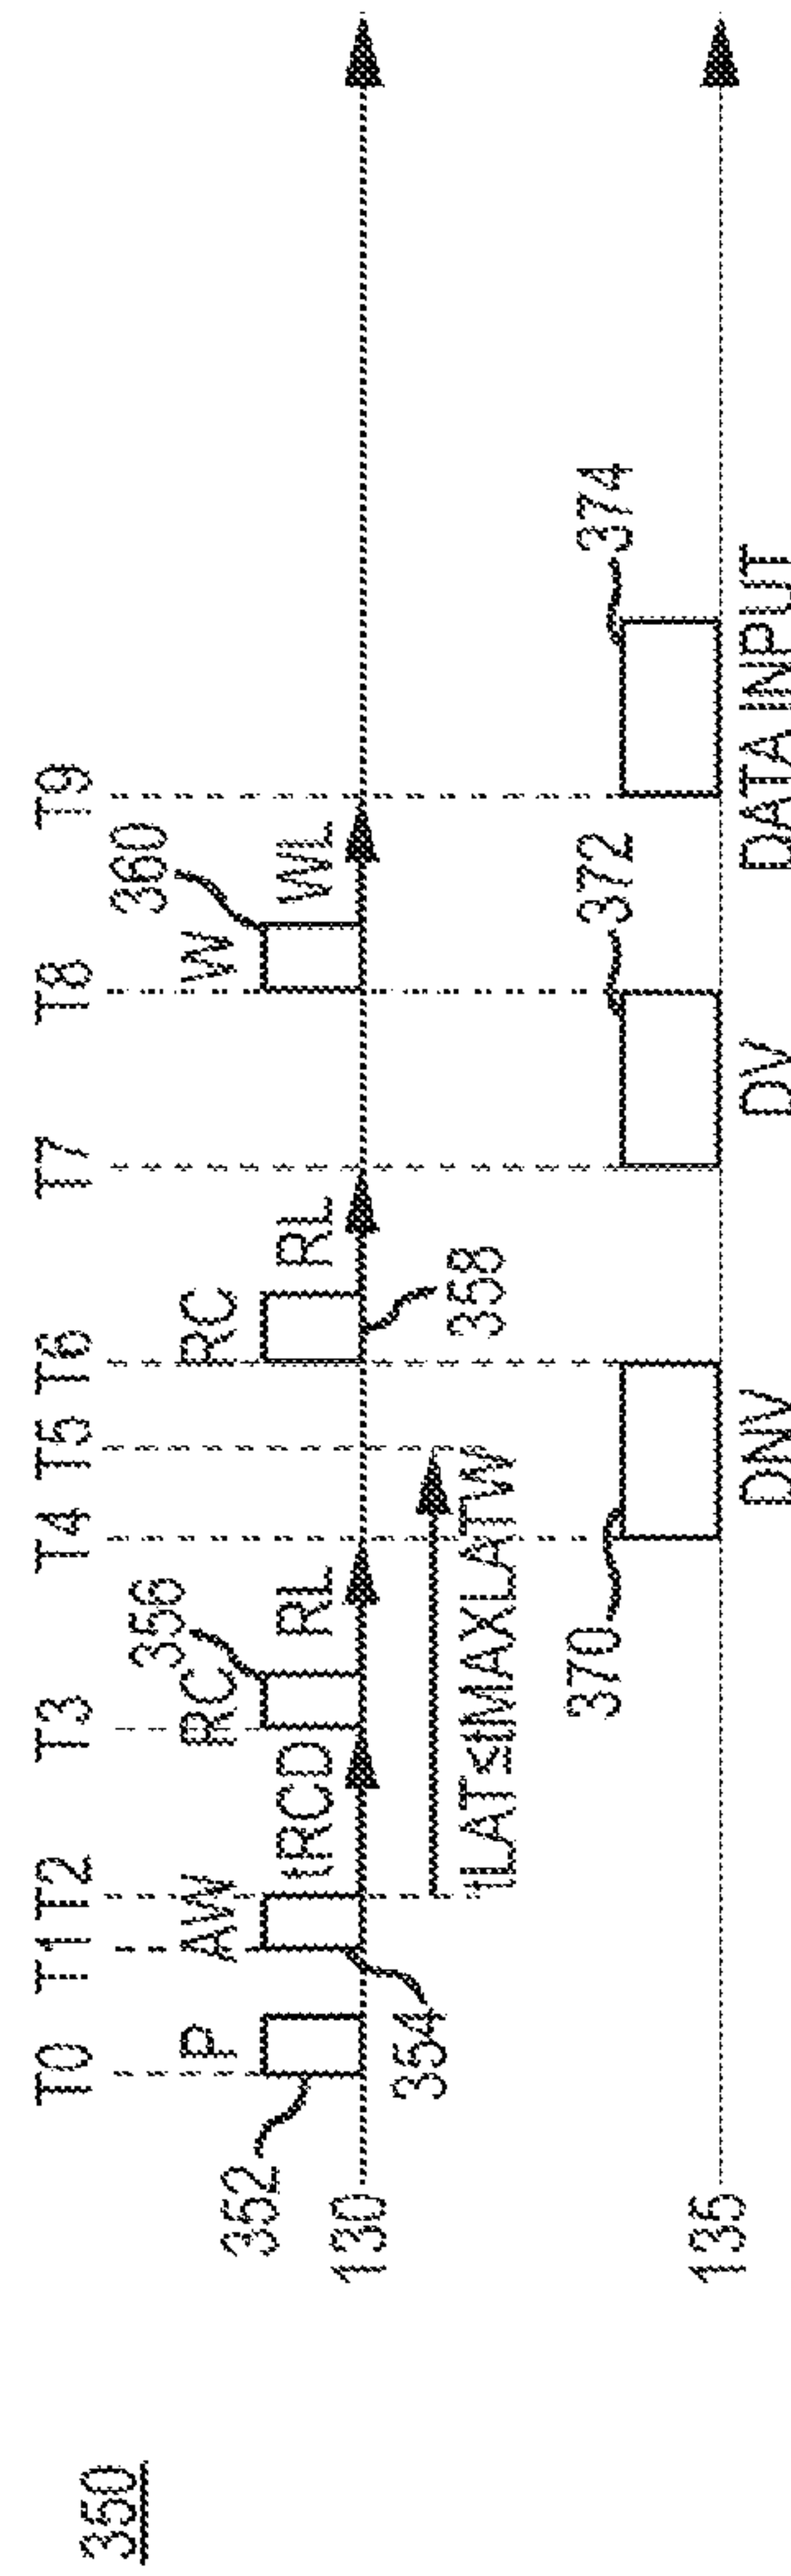 350
T0 T1 T2 T3 T4 T5 T6 T7 T8 T9
352 P AW RC 356 RC W 360
tRCD RL RL WL
130
354 358
tLAT≤tMAXLATW
370 372 374
135
DNV DV DATA INPUT